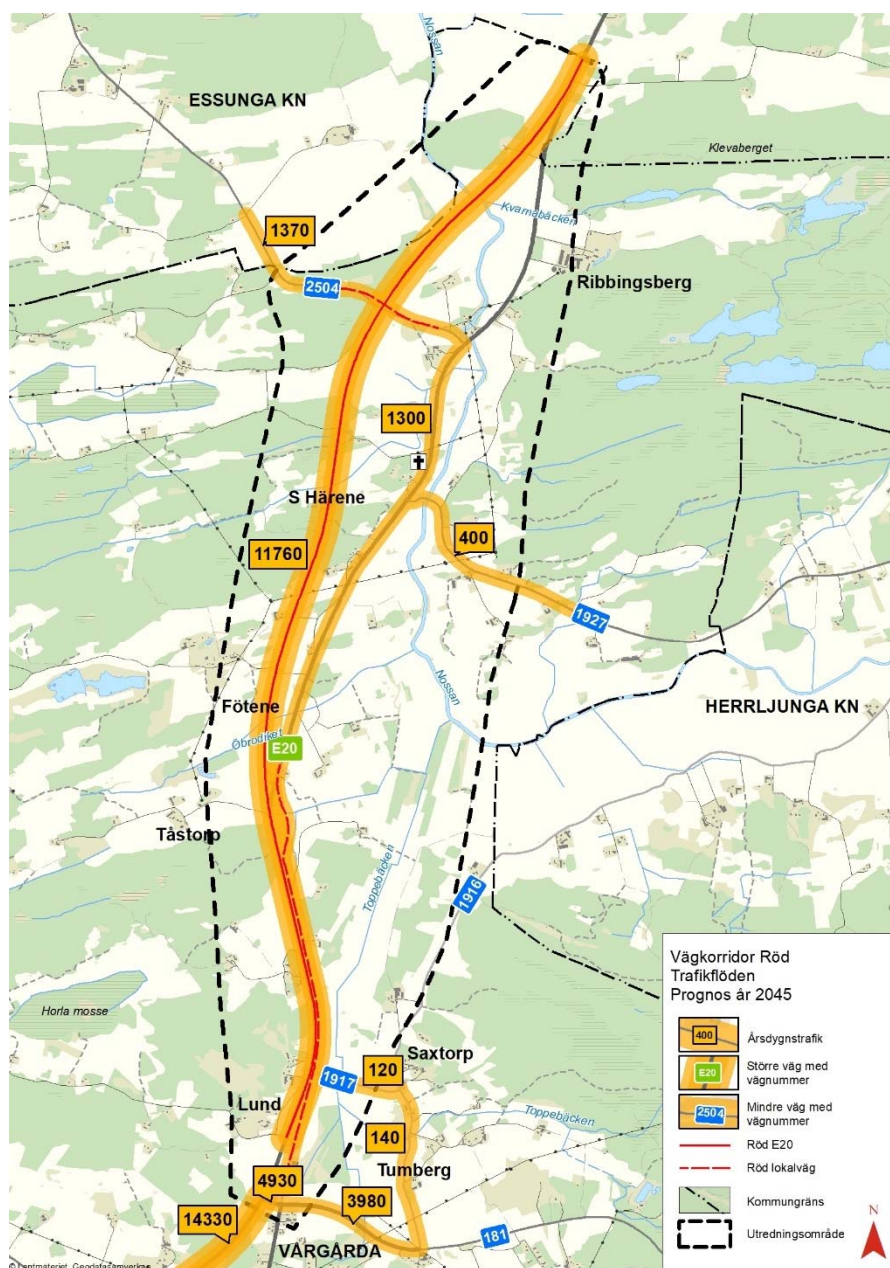 Nossan
ESSUNGA KN
Klevaberget
Kvarnabäcken
1370
2504
Ribbingsberg
1300
S Härene
11760
400
1927
Nossan
Fötene
HERRLJUNGA KN
Öbrodiket
E20
Tåstorp
Toppebäcken
1916
Horla mosse
Saxtorp
120
1917
Lund
Toppebäcken
140
Tumberg
4930
3980
14330
181
VÅRGÅRDA
Vägkorridor Röd
Trafikflöden
Prognos år 2045
400
Årsdygnstrafik
E20
Större väg med
vägnummer
2504
Mindre väg med
vägnummer
Röd E20
Röd lokalväg
Kommungräns
Utredningsområde
N
© Lantmäteriet, Geodatasamverkan